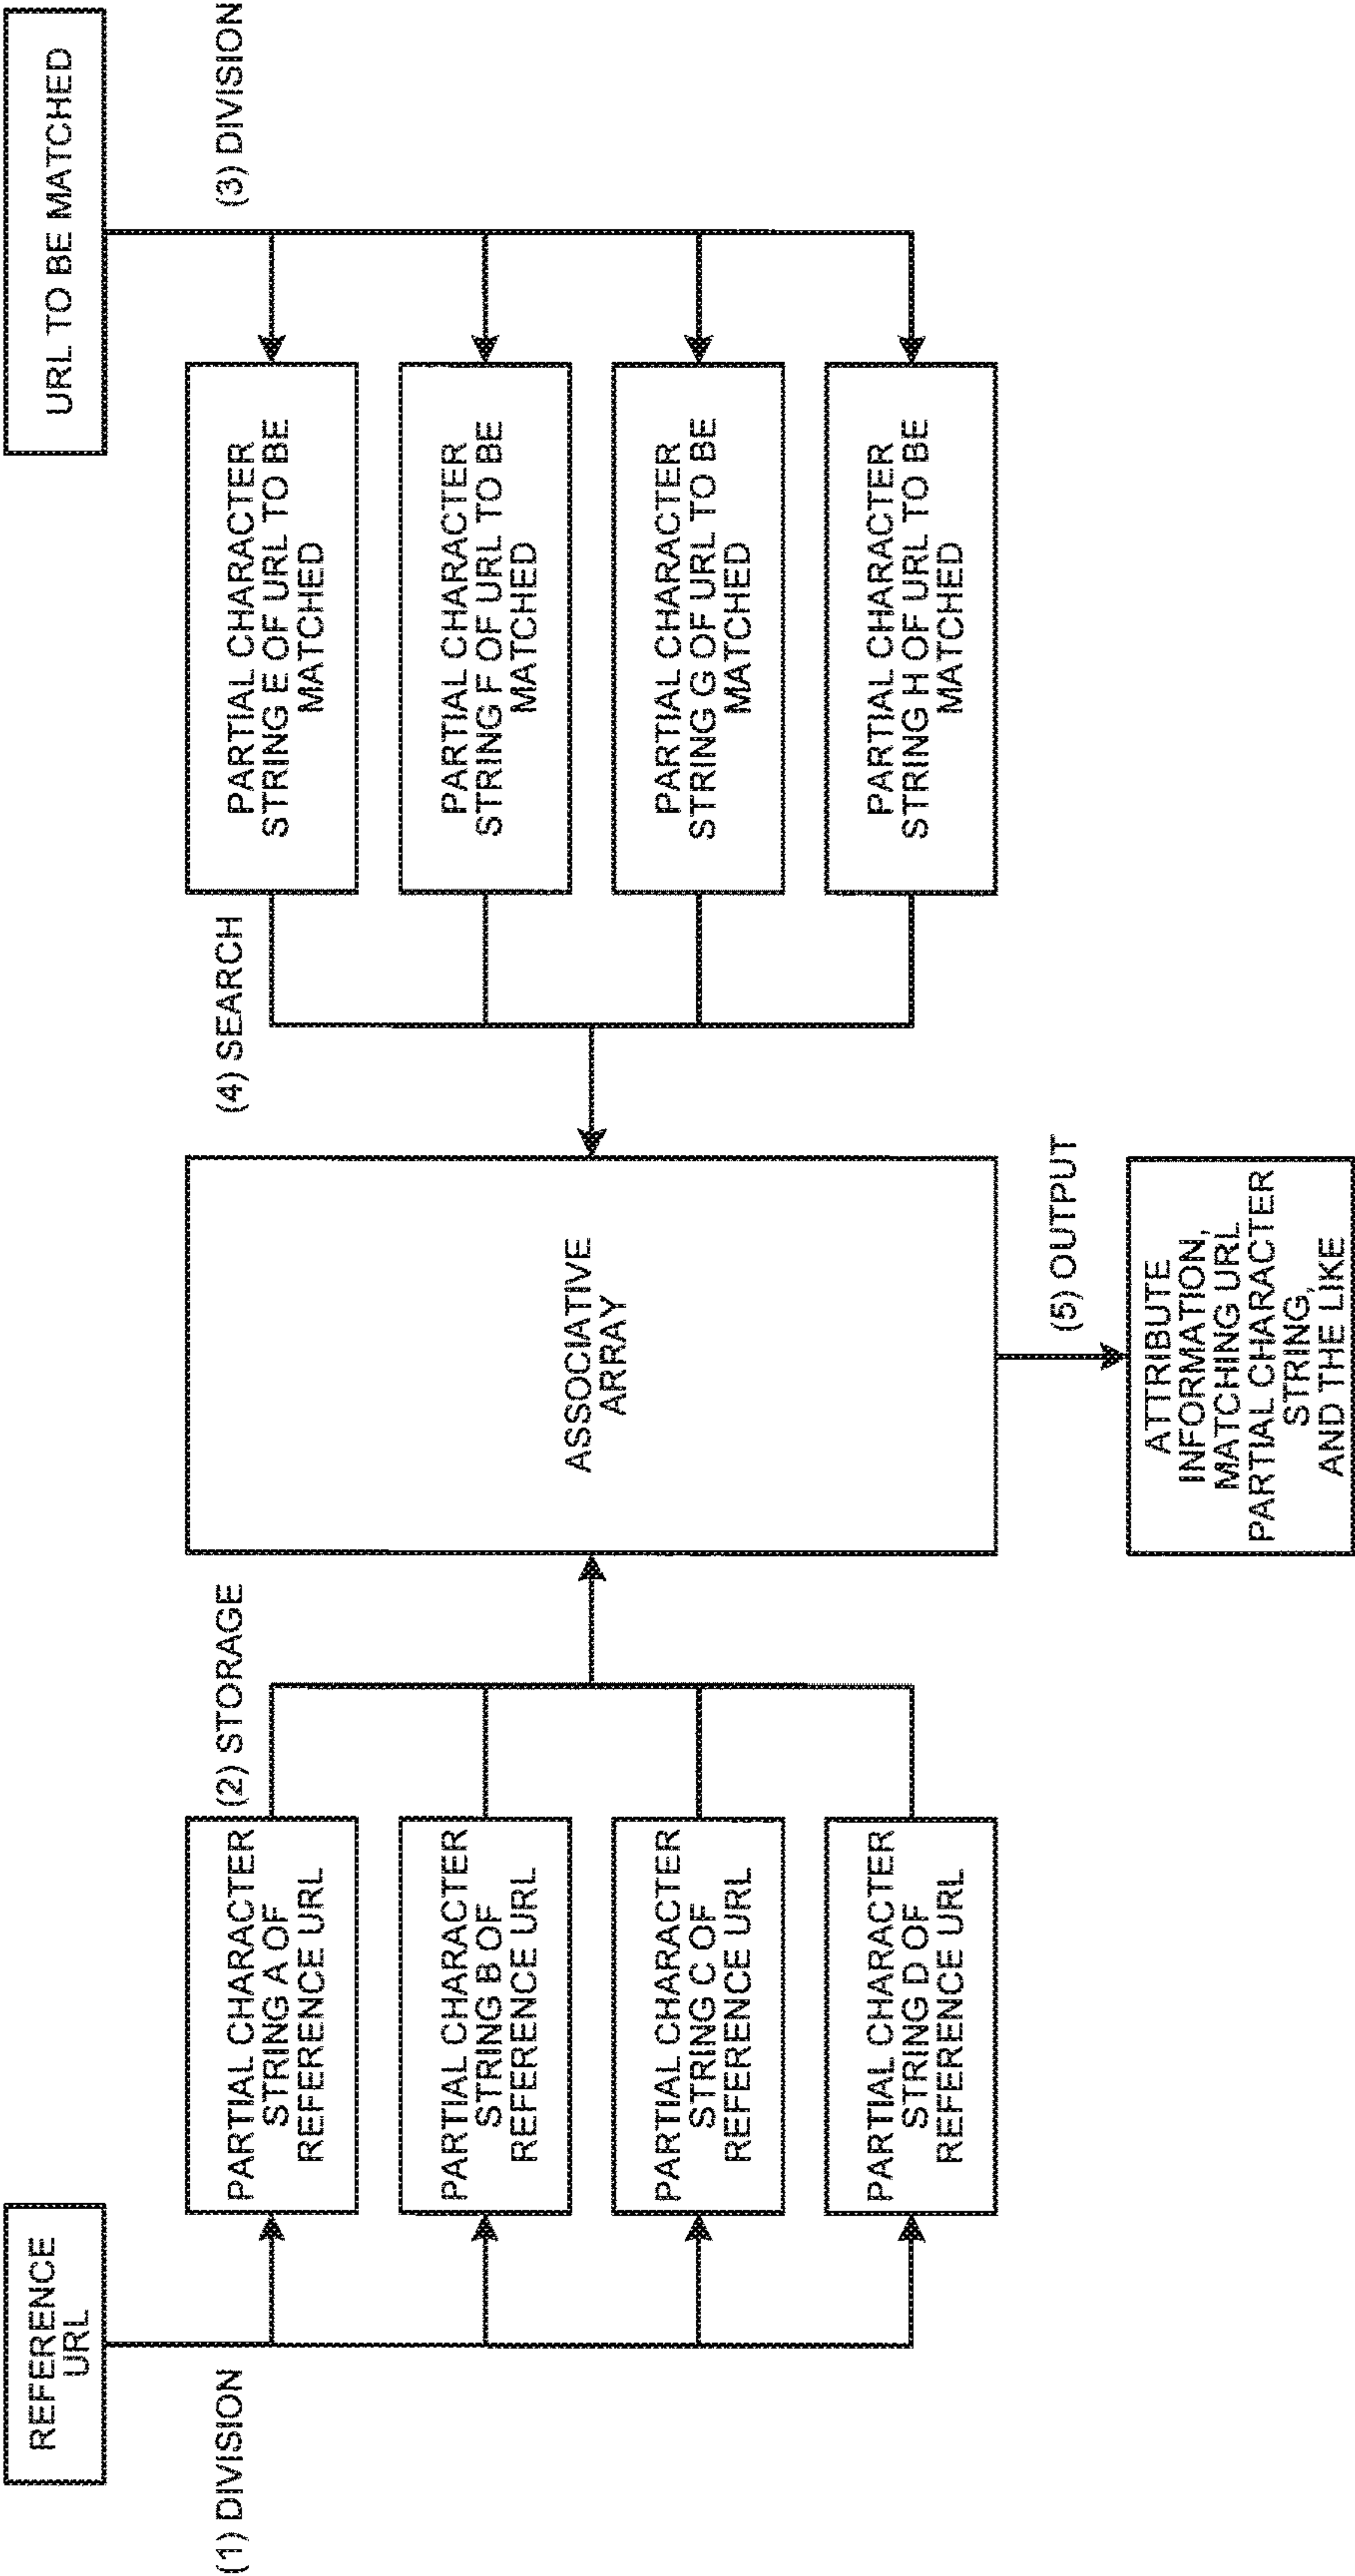 REFERENCE
URL
(1) DIVISION
PARTIAL CHARACTER
STRING A OF
REFERENCE URL
PARTIAL CHARACTER
STRING B OF
REFERENCE URL
PARTIAL CHARACTER
STRING C OF
REFERENCE URL
PARTIAL CHARACTER
STRING D OF
REFERENCE URL
(2) STORAGE
ASSOCIATIVE
ARRAY
URL TO BE MATCHED
(3) DIVISION
PARTIAL CHARACTER
STRING E OF URL TO BE
MATCHED
PARTIAL CHARACTER
STRING F OF URL TO BE
MATCHED
PARTIAL CHARACTER
STRING G OF URL TO BE
MATCHED
PARTIAL CHARACTER
STRING H OF URL TO BE
MATCHED
(4) SEARCH
(5) OUTPUT
ATTRIBUTE
INFORMATION,
MATCHING URL
PARTIAL CHARACTER
STRING,
AND THE LIKE